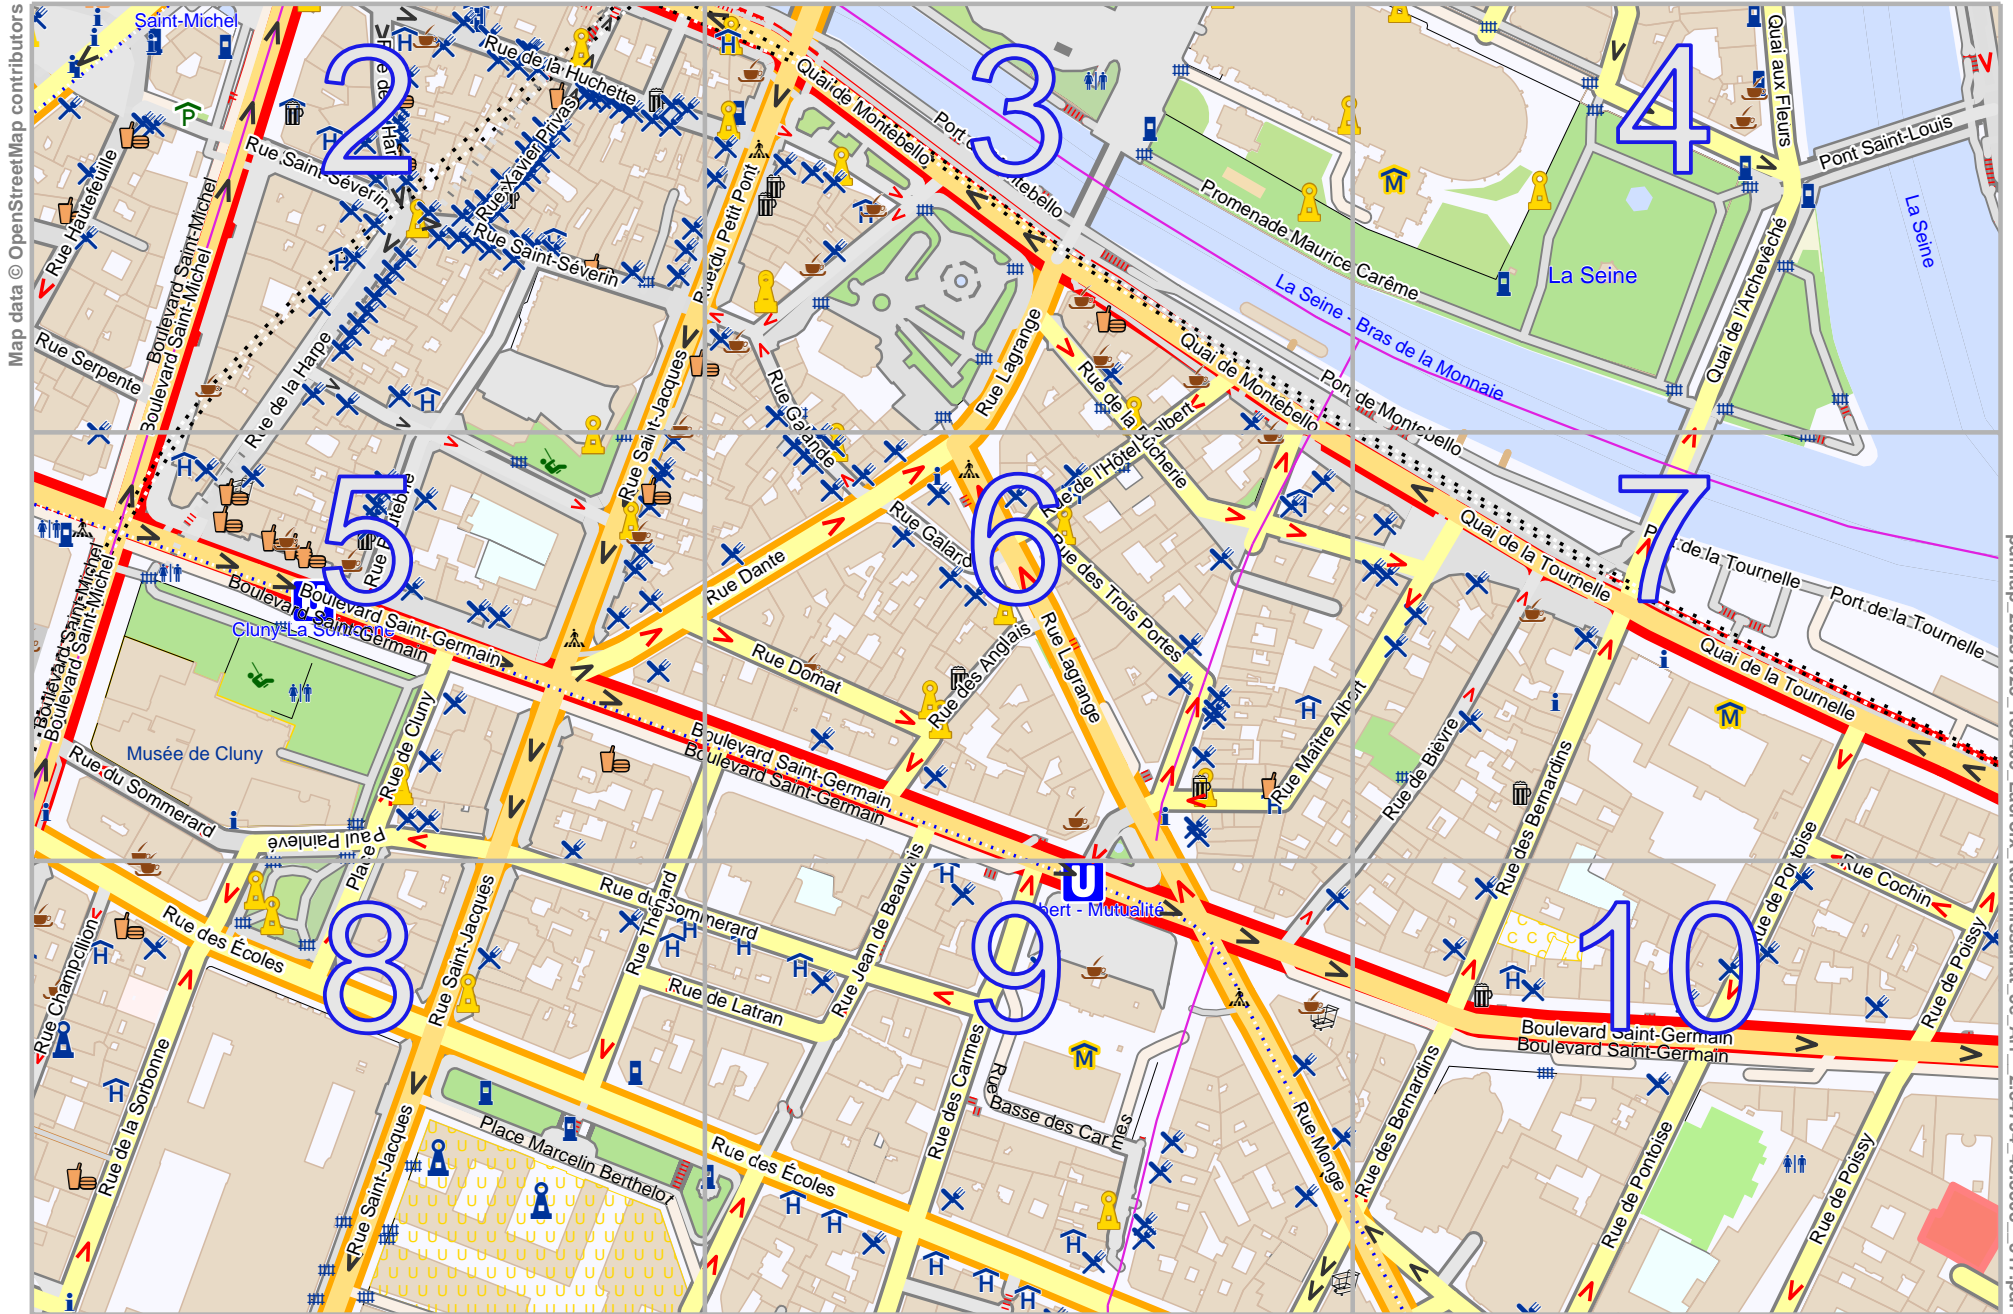 Map data © OpenStreetMap contributors
Saint-Michel
Rue de la Huchette
Rue Xavier Privas
Rue Saint-Séverin
Rue Saint-Séverin
Rue Hautefeuille
Boulevard Saint-Michel
Boulevard Saint-Michel
Rue Serpente
Rue de la Harpe
Rue du Petit Pont
Rue Saint-Jacques
2
Quai de Montebello
3
Promenade Maurice Carême
La Seine - Bras de la Monnaie
Rue Lagrange
Rue Galande
Rue de la Bûcherie
Quai de Montebello
Port de Montebello
4
Quai aux Fleurs
Pont Saint-Louis
La Seine
La Seine
Quai de l'Archevêché
5
Rue Saint-Jacques
Boulevard Saint-Germain
Boulevard Saint-Germain
Cluny-La Sorbonne
Boulevard Saint-Michel
Boulevard Saint-Michel
Musée de Cluny
Rue de Cluny
Rue du Sommerard
Place Paul Painlevé
6
Rue Dante
Rue Domat
Rue des Anglais
Rue Lagrange
Rue des Trois Portes
Rue Maître Albert
Boulevard Saint-Germain
Boulevard Saint-Germain
7
Quai de la Tournelle
Port de la Tournelle
Port de la Tournelle
Quai de la Tournelle
Rue de Bièvre
Rue des Bernardins
Rue de Pontoise
Rue Cochin
8
Rue des Écoles
Rue Champollion
Rue de la Sorbonne
Rue Saint-Jacques
Rue Saint-Jacques
Rue du Sommerard
Rue Thénard
Rue de Latran
Place Marcelin Berthelot
9
Rue Jean de Beauvais
Rue des Carmes
Rue Basse des Carmes
Rue des Écoles
Rue Monge
10
Boulevard Saint-Germain
Boulevard Saint-Germain
Rue des Bernardins
Rue de Pontoise
Rue de Poissy
Rue de Poissy
U
P
M
H